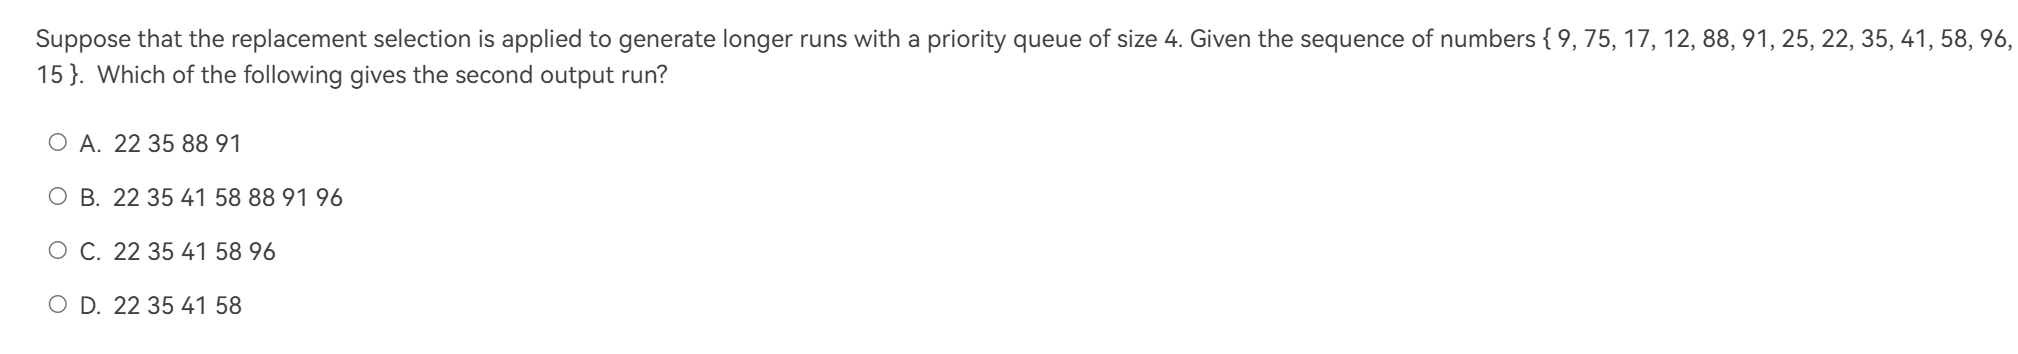 Suppose that the replacement selection is applied to generate longer runs with a priority queue of size 4. Given the sequence of numbers { 9, 75, 17, 12, 88, 91, 25, 22, 35, 41, 58, 96,
15 }. Which of the following gives the second output run?
A. 22 35 88 91
B. 22 35 41 58 88 91 96
C. 22 35 41 58 96
D. 22 35 41 58